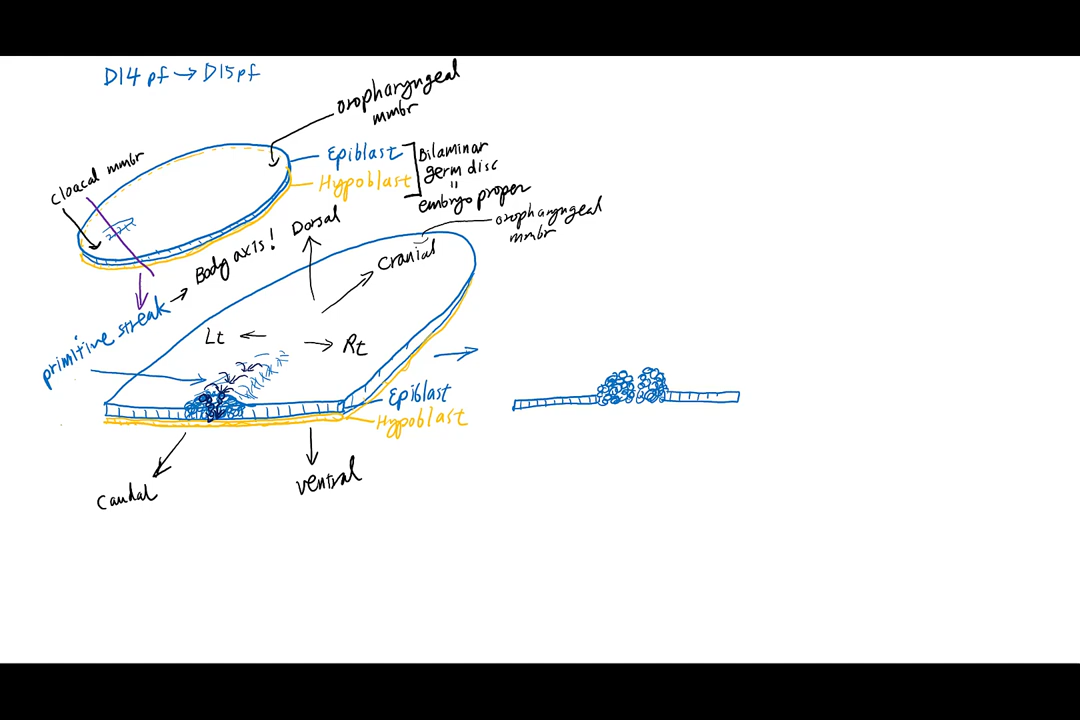 D14 pf → D15 pf
oropharyngeal
mmbr
cloacal mmbr
Epiblast
Hypoblast
Bilaminar
germ disc
"
embryo proper
oropharyngeal
mmbr
Dorsal
Body axis!
Cranial
primitive streak →
Lt ←
→ Rt
Epiblast
Hypoblast
Caudal
ventral